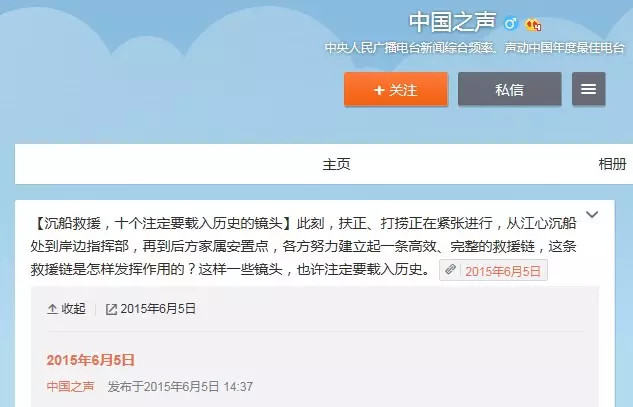 中国之声
中央人民广播电台新闻综合频率、声动中国年度最佳电台
+ 关注
私信
主页
相册
【沉船救援，十个注定要载入历史的镜头】此刻，扶正、打捞正在紧张进行，从江心沉船
处到岸边指挥部，再到后方家属安置点，各方努力建立起一条高效、完整的救援链，这条
救援链是怎样发挥作用的？这样一些镜头，也许注定要载入历史。 2015年6月5日
收起 | 2015年6月5日
2015年6月5日
中国之声 发布于2015年6月5日 14:37